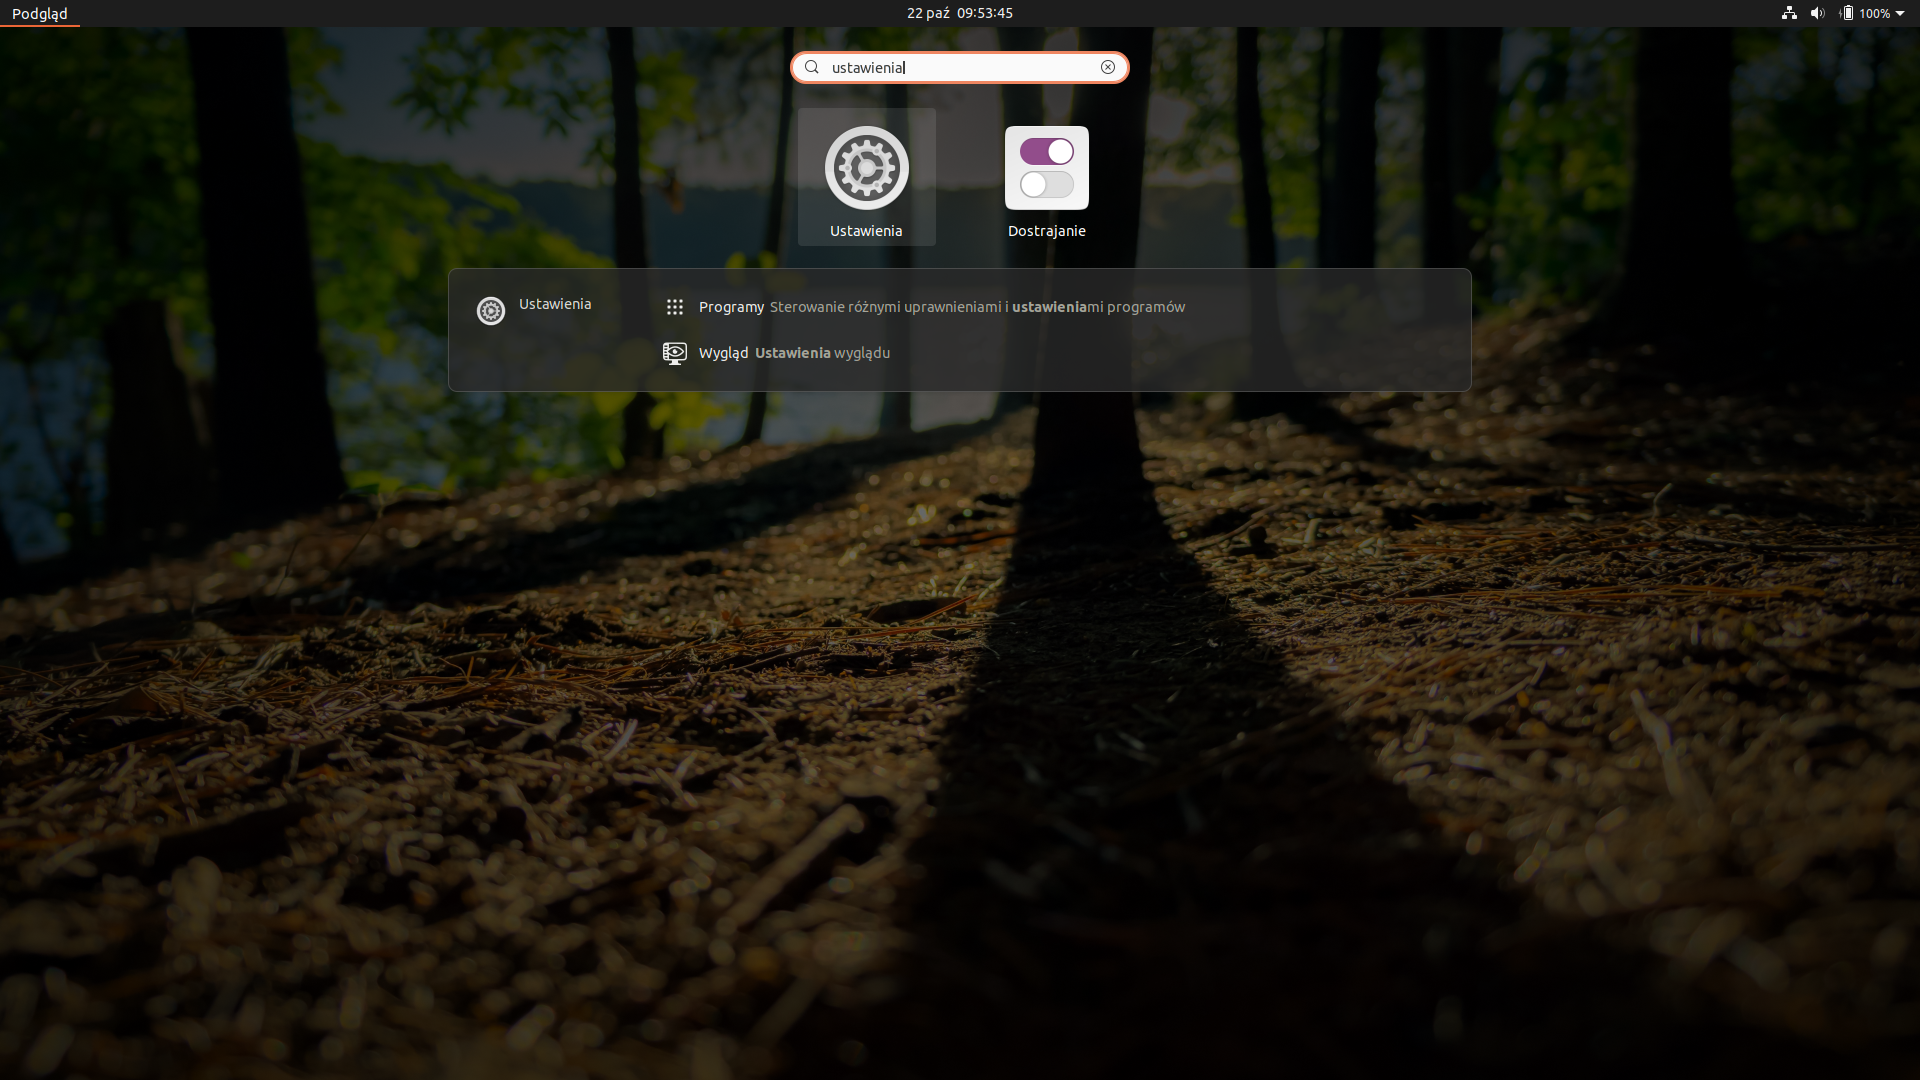 Podgląd
22 paź 09:53:45
100%
ustawienia
Ustawienia
Dostrajanie
Ustawienia
Programy Sterowanie różnymi uprawnieniami i ustawieniami programów
Wygląd Ustawienia wyglądu